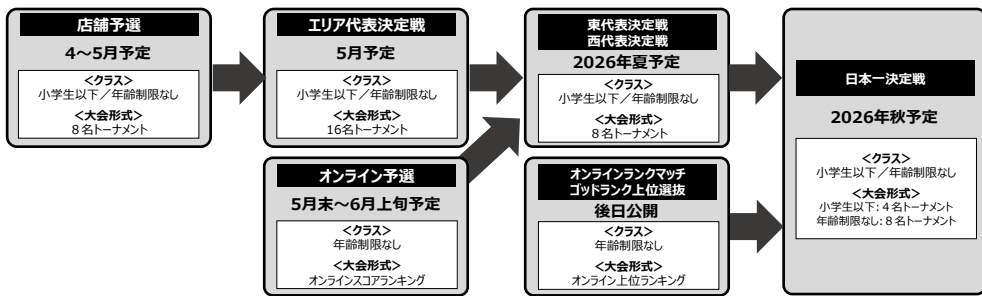 店舗予選
4～5月予定
<クラス>
小学生以下／年齢制限なし
<大会形式>
８名トーナメント
エリア代表決定戦
5月予定
<クラス>
小学生以下／年齢制限なし
<大会形式>
16名トーナメント
オンライン予選
5月末～6月上旬予定
<クラス>
年齢制限なし
<大会形式>
オンラインスコアランキング
東代表決定戦
西代表決定戦
2026年夏予定
<クラス>
小学生以下／年齢制限なし
<大会形式>
８名トーナメント
オンラインランクマッチ
ゴッドランク上位選抜
後日公開
<クラス>
年齢制限なし
<大会形式>
オンライン上位ランキング
日本一決定戦
2026年秋予定
<クラス>
小学生以下／年齢制限なし
<大会形式>
小学生以下:４名トーナメント
年齢制限なし:８名トーナメント